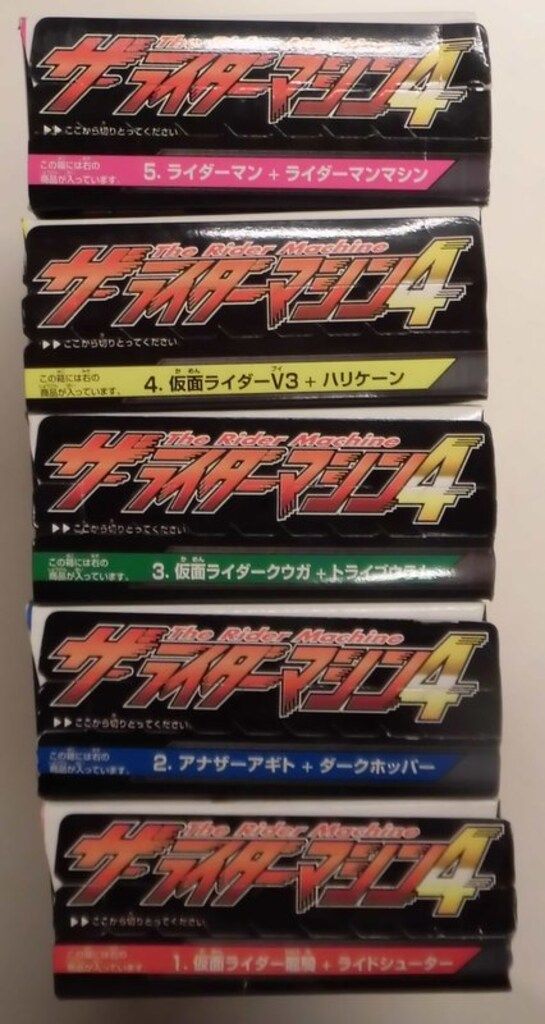 The Rider Machine
ザ・ライダーマシン4
▶▶ここから切りとってください
この箱には右の
商品が入っています。
5. ライダーマン + ライダーマンマシン
The Rider Machine
ザ・ライダーマシン4
▶▶ここから切りとってください
この箱には右の
商品が入っています。
かめん ブイ
4. 仮面ライダーV3 + ハリケーン
The Rider Machine
ザ・ライダーマシン4
▶▶ここから切りとってください
この箱には右の
商品が入っています。
かめん
3. 仮面ライダークウガ + トライゴウラム
The Rider Machine
ザ・ライダーマシン4
▶▶ここから切りとってください
この箱には右の
商品が入っています。
2. アナザーアギト + ダークホッパー
The Rider Machine
ザ・ライダーマシン4
▶▶ここから切りとってください
この箱には右の
商品が入っています。
1. 仮面ライダー龍騎 + ライドシューター